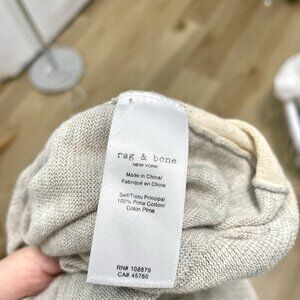 rag & bone
NEW YORK
Made in China/
Fabriqué en Chine
Self/Tissu Principal
100% Pima Cotton/
Coton Pima
RN# 108879
CA# 45760